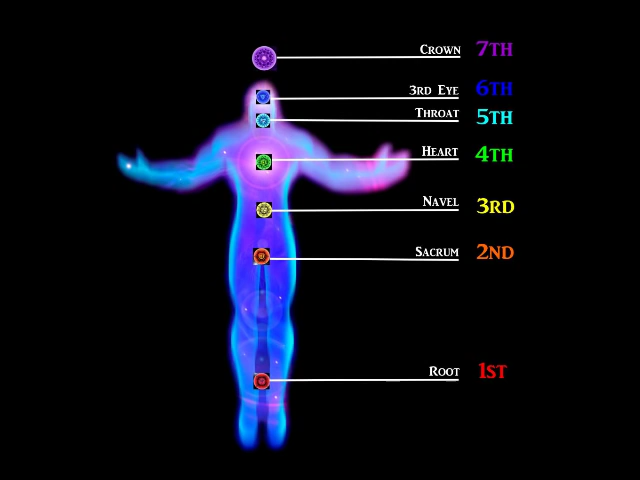 Crown 7th
3rd Eye 6th
Throat 5th
Heart 4th
Navel 3rd
Sacrum 2nd
Root 1st